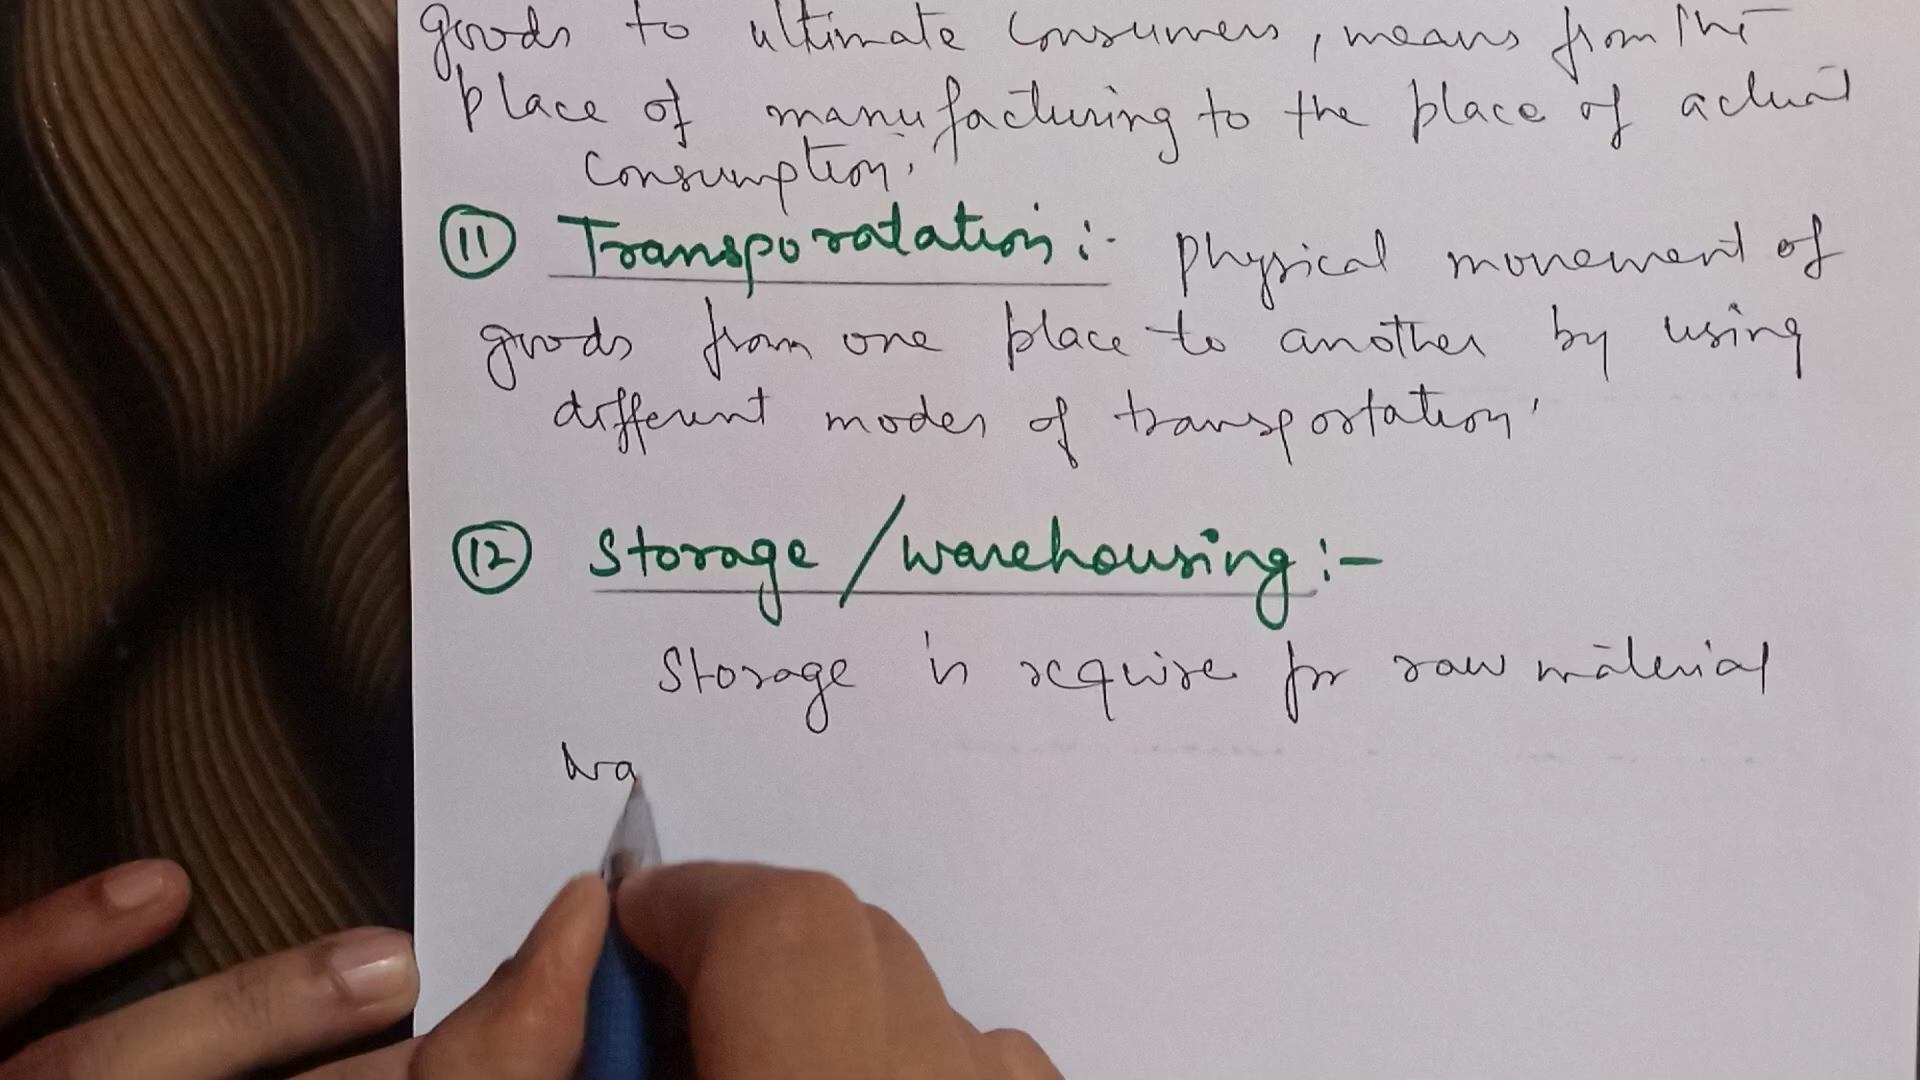 goods to ultimate consumers, means from the
place of manufacturing to the place of actual
consumption.
11 Transporatation :- Physical movement of
goods from one place to another by using
different modes of transportation.
12 Storage / warehousing :-
Storage is require for raw material